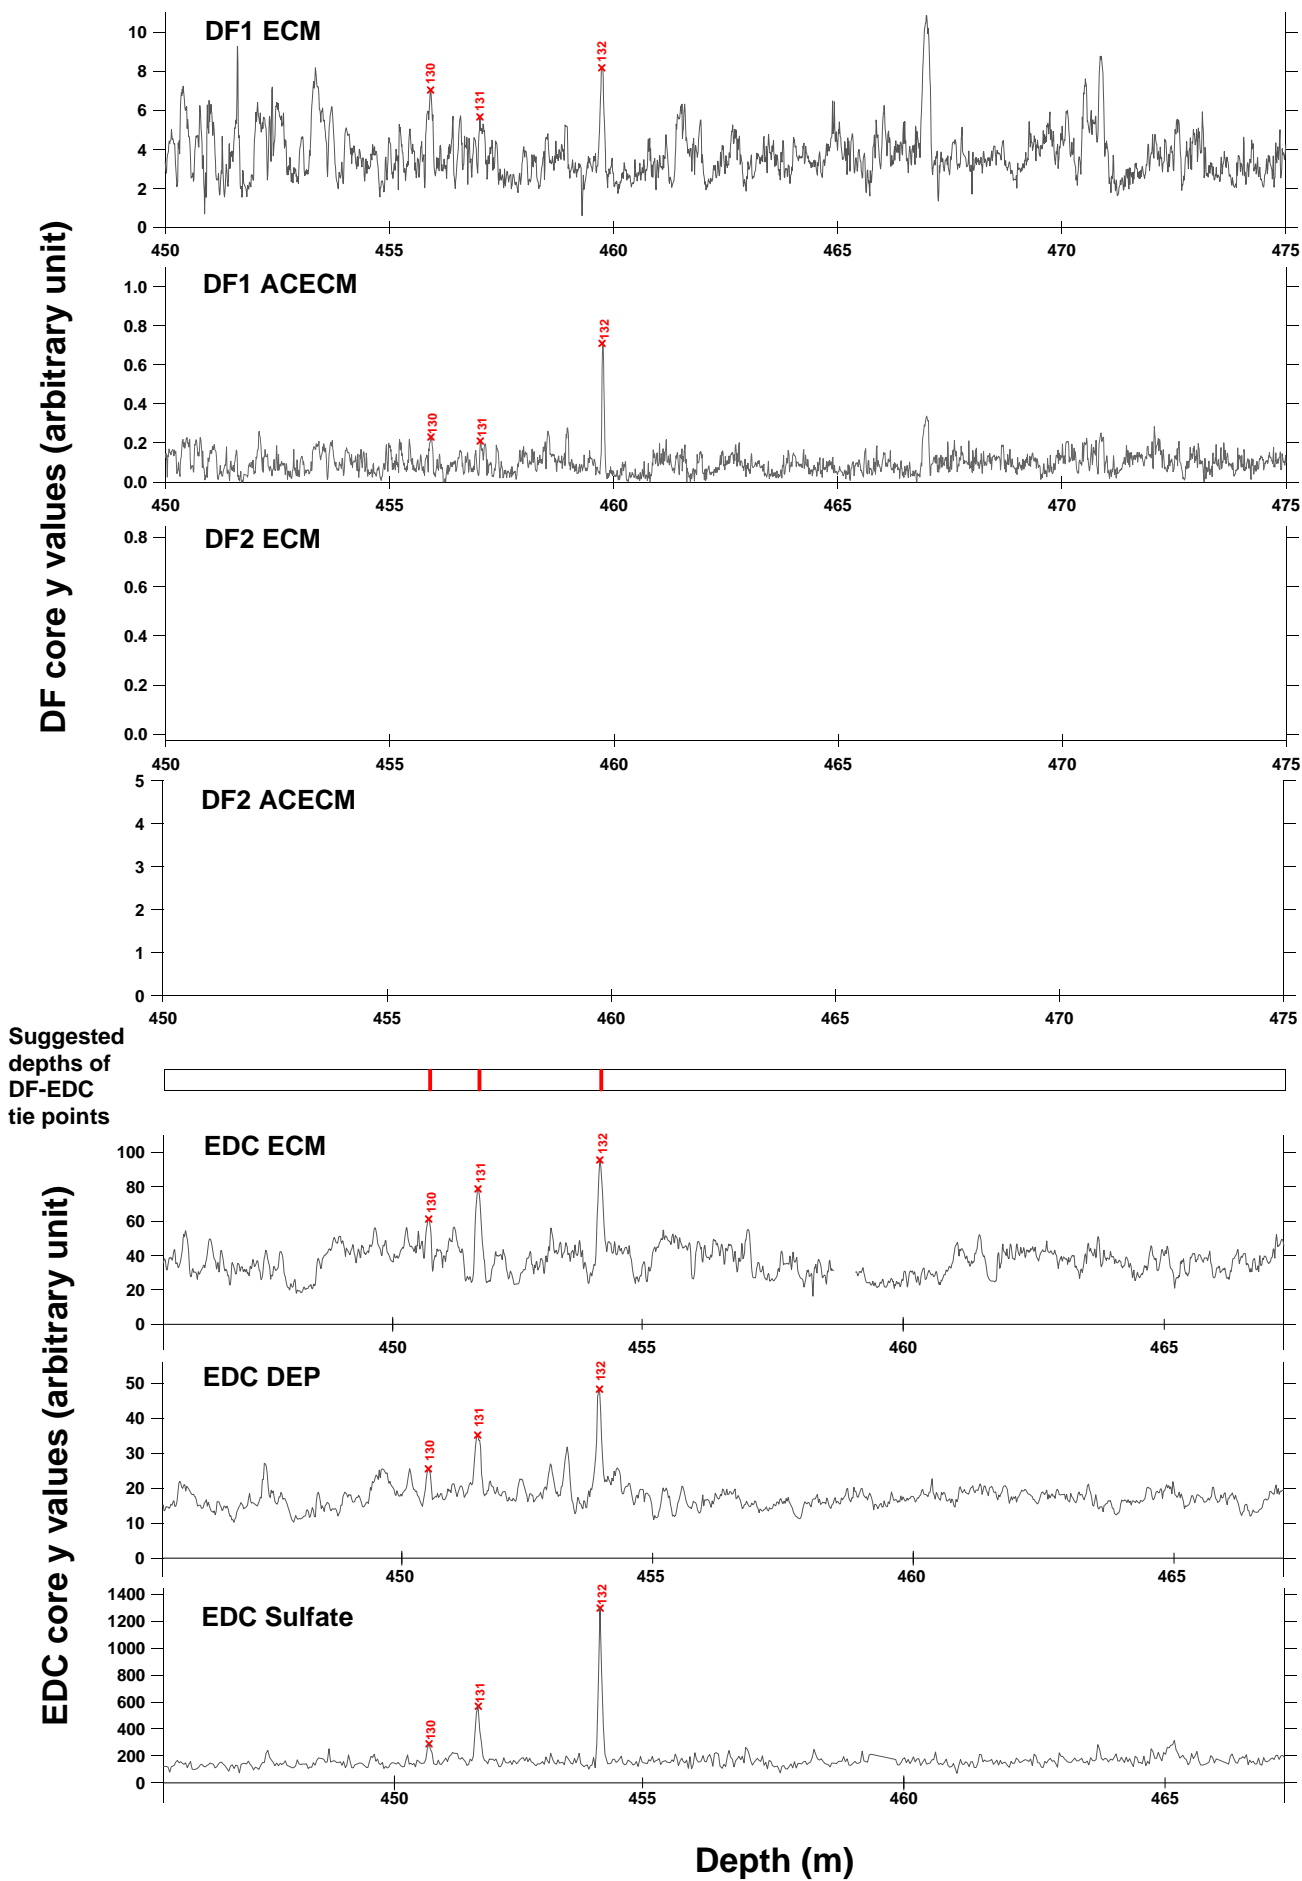 DF core y values (arbitrary unit)
DF1 ECM
10
8
6
4
2
0
130
131
132
450 455 460 465 470 475
DF1 ACECM
1.0
0.8
0.6
0.4
0.2
0.0
130
131
132
450 455 460 465 470 475
DF2 ECM
0.8
0.6
0.4
0.2
0.0
450 455 460 465 470 475
DF2 ACECM
5
4
3
2
1
0
450 455 460 465 470 475
Suggested
depths of
DF-EDC
tie points
EDC core y values (arbitrary unit)
EDC ECM
100
80
60
40
20
0
130
131
132
450 455 460 465
EDC DEP
50
40
30
20
10
0
130
131
132
450 455 460 465
EDC Sulfate
1400
1200
1000
800
600
400
200
0
130
131
132
450 455 460 465
Depth (m)